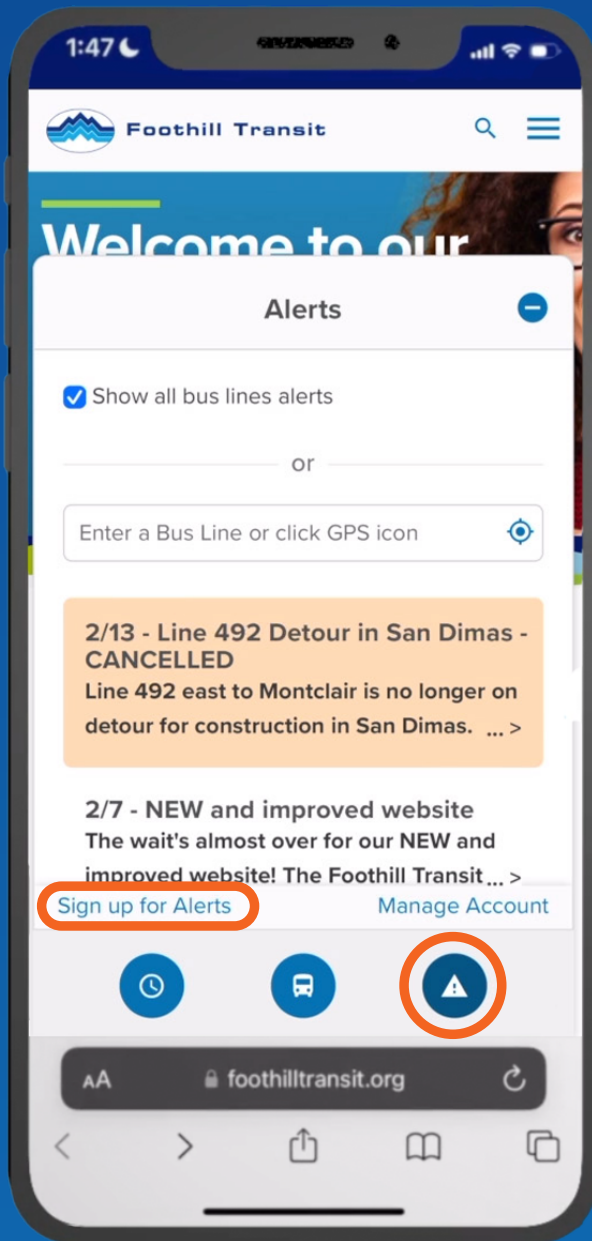 1:47
Foothill Transit
Welcome to our
Alerts
Show all bus lines alerts
or
Enter a Bus Line or click GPS icon
2/13 - Line 492 Detour in San Dimas -
CANCELLED
Line 492 east to Montclair is no longer on
detour for construction in San Dimas. ... >
2/7 - NEW and improved website
The wait's almost over for our NEW and
improved website! The Foothill Transit ... >
Sign up for Alerts
Manage Account
AA
foothilltransit.org